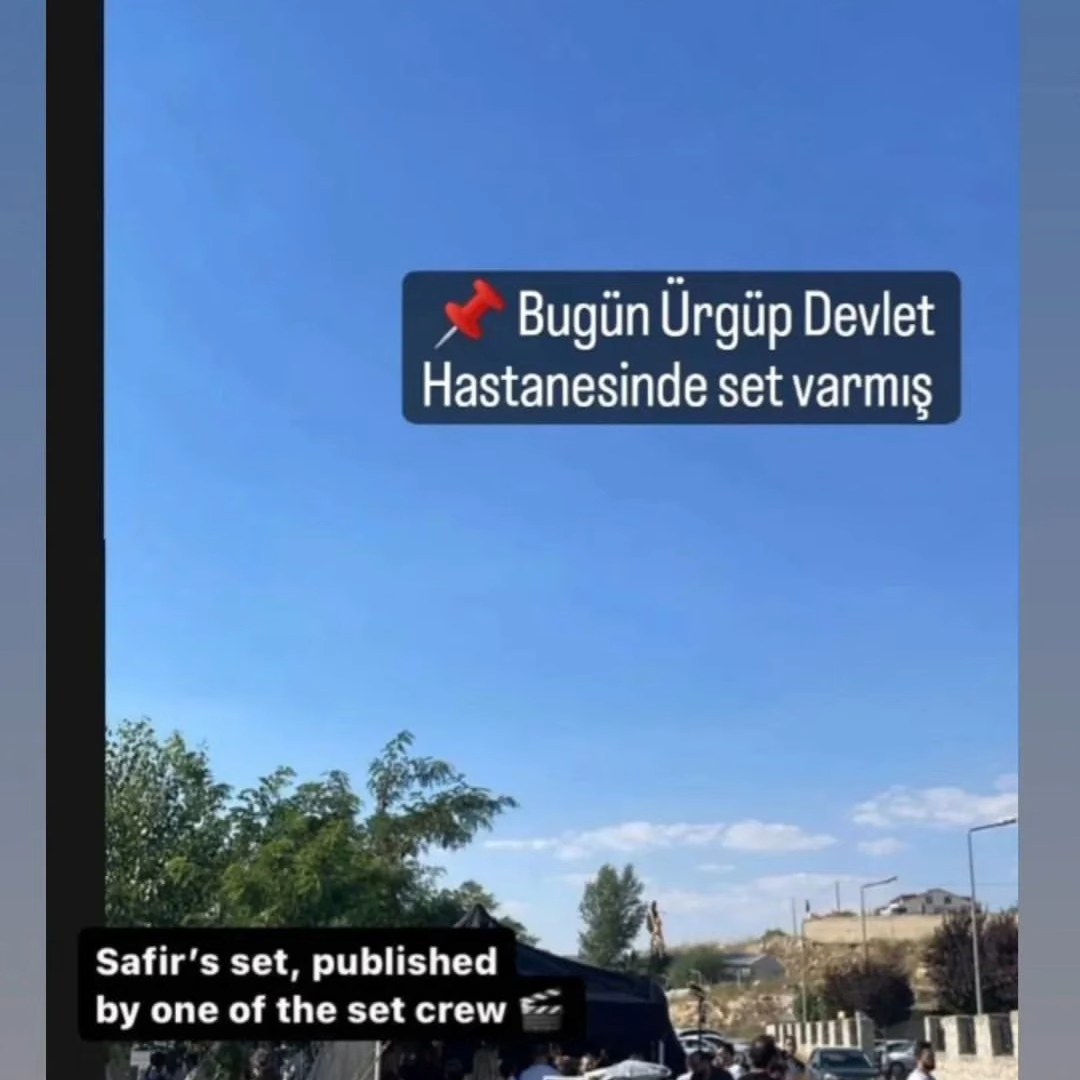 📌 Bugün Ürgüp Devlet
Hastanesinde set varmış
Safir’s set, published
by one of the set crew 🎬